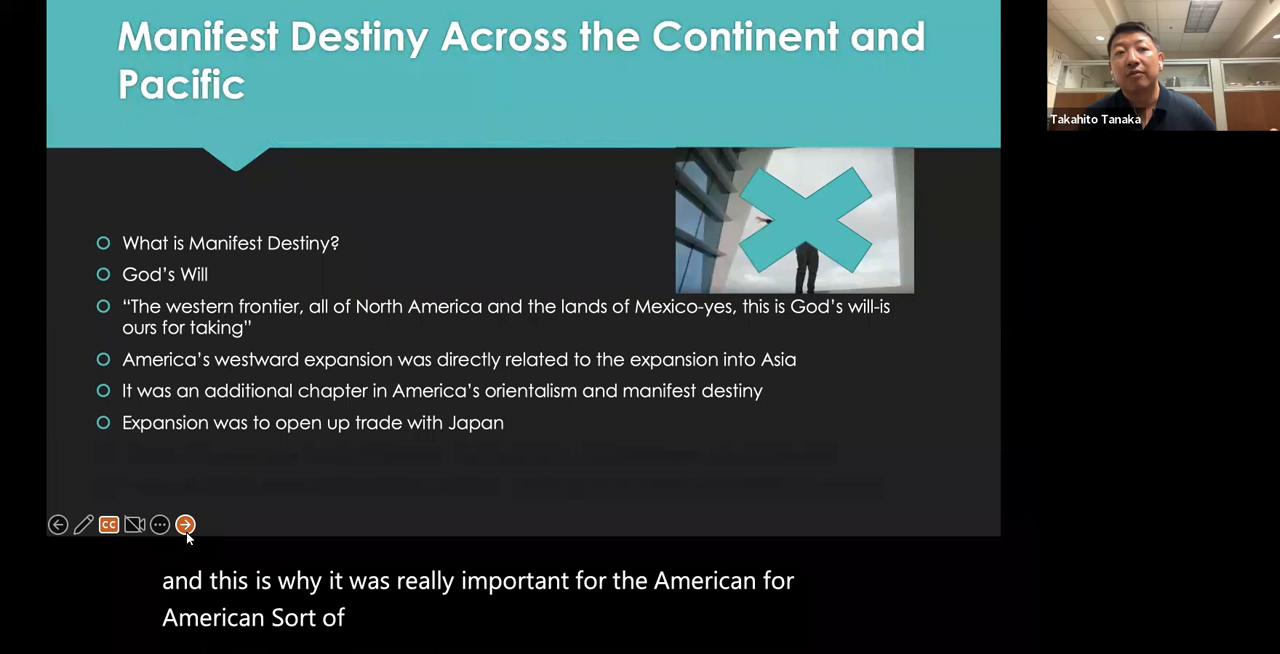 Manifest Destiny Across the Continent and
Pacific
Takahito Tanaka
What is Manifest Destiny?
God's Will
“The western frontier, all of North America and the lands of Mexico-yes, this is God's will-is
ours for taking”
America's westward expansion was directly related to the expansion into Asia
It was an additional chapter in America's orientalism and manifest destiny
Expansion was to open up trade with Japan
CC
and this is why it was really important for the American for
American Sort of